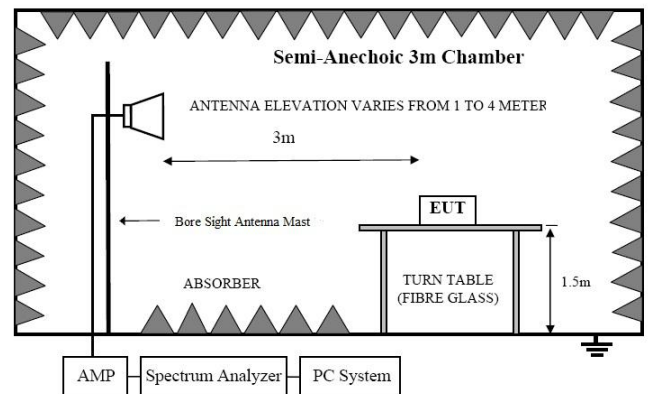 Semi-Anechoic 3m Chamber
ANTENNA ELEVATION VARIES FROM 1 TO 4 METER
3m
EUT
Bore Sight Antenna Mast
ABSORBER
TURN TABLE
(FIBRE GLASS)
1.5m
AMP
Spectrum Analyzer
PC System